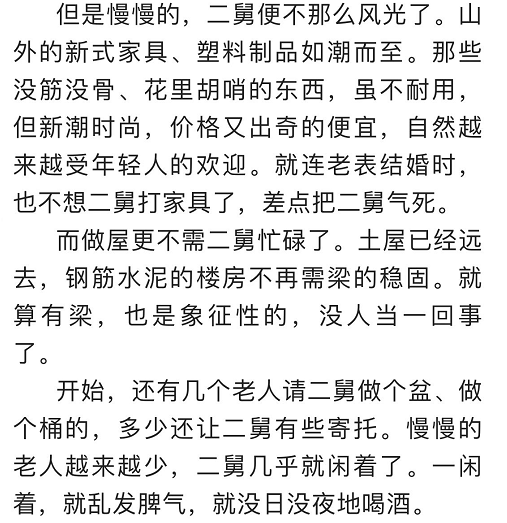 但是慢慢的，二舅便不那么风光了。山
外的新式家具、塑料制品如潮而至。那些
没筋没骨、花里胡哨的东西，虽不耐用，
但新潮时尚，价格又出奇的便宜，自然越
来越受年轻人的欢迎。就连老表结婚时，
也不想二舅打家具了，差点把二舅气死。
而做屋更不需二舅忙碌了。土屋已经远
去，钢筋水泥的楼房不再需梁的稳固。就
算有梁，也是象征性的，没人当一回事
了。
开始，还有几个老人请二舅做个盆、做
个桶的，多少还让二舅有些寄托。慢慢的
老人越来越少，二舅几乎就闲着了。一闲
着，就乱发脾气，就没日没夜地喝酒。